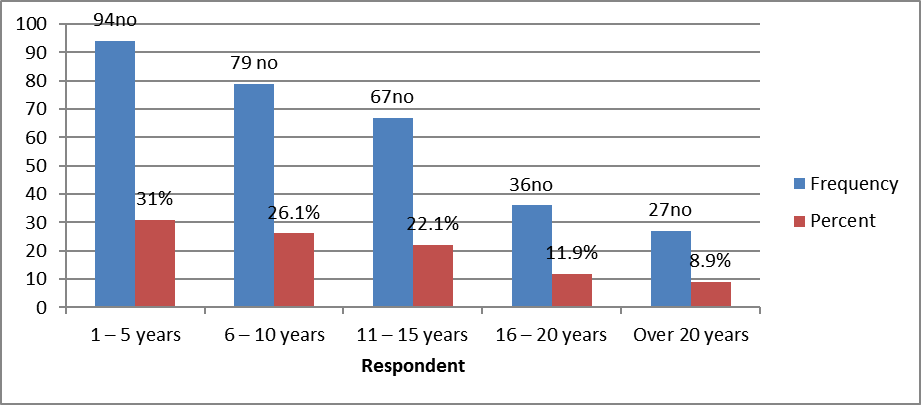 100
90
80
70
60
50
40
30
20
10
0
94no
79 no
67no
36no
27no
31%
26.1%
22.1%
11.9%
8.9%
1 – 5 years
6 – 10 years
11 – 15 years
16 – 20 years
Over 20 years
Respondent
Frequency
Percent